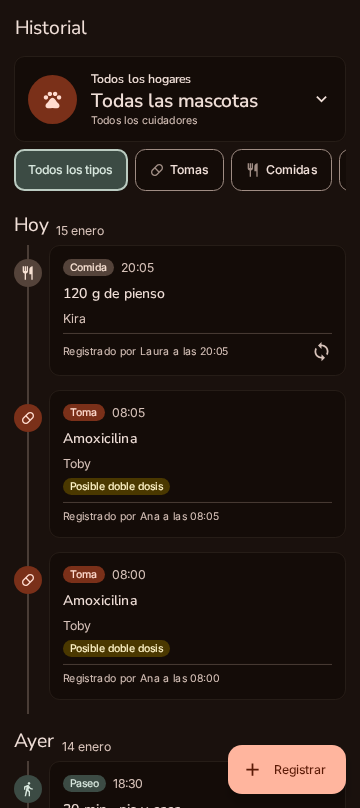 Historial
Todos los hogares
Todas las mascotas
Todos los cuidadores
Todos los tipos
Tomas
Comidas
Hoy 15 enero
Comida 20:05
120 g de pienso
Kira
Registrado por Laura a las 20:05
Toma 08:05
Amoxicilina
Toby
Posible doble dosis
Registrado por Ana a las 08:05
Toma 08:00
Amoxicilina
Toby
Posible doble dosis
Registrado por Ana a las 08:00
Ayer 14 enero
Paseo 18:30
Registrar